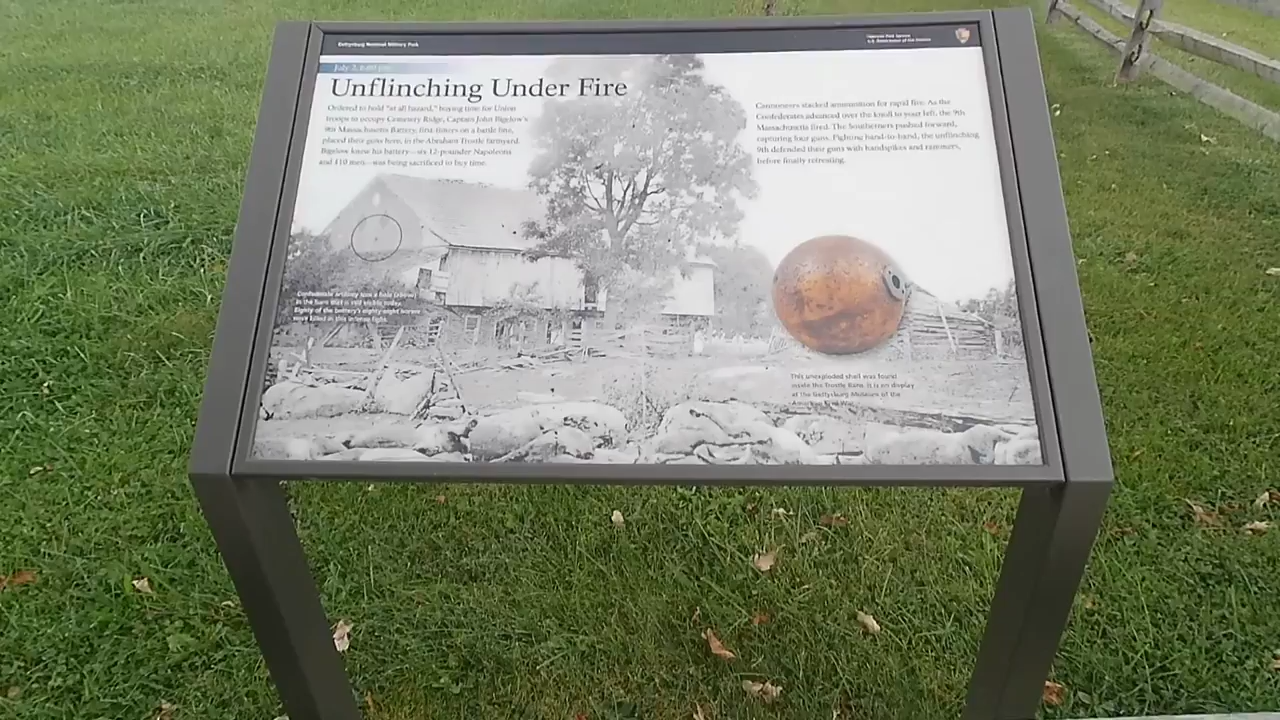 Gettysburg National Military Park
National Park Service
U.S. Department of the Interior
July 2, 6:00 pm
Unflinching Under Fire
Ordered to hold "at all hazard," buying time for Union
troops to occupy Cemetery Ridge, Captain John Bigelow's
9th Massachusetts Battery, first-timers on a battle line,
placed their guns here, in the Abraham Trostle farmyard.
Bigelow knew his battery—six 12-pounder Napoleons
and 110 men—was being sacrificed to buy time.
Cannoneers stacked ammunition for rapid fire. As the
Confederates advanced over the knoll to your left, the 9th
Massachusetts fired. The Southerners pushed forward,
capturing four guns. Fighting hand-to-hand, the unflinching
9th defended their guns with handspikes and rammers,
before finally retreating.
Confederate artillery tore a hole (above)
in the barn that is still visible today.
Eighty of the battery's eighty-eight horses
were killed in this intense fight.
This unexploded shell was found
inside the Trostle Barn. It is on display
at the Gettysburg Museum of the
American Civil War.